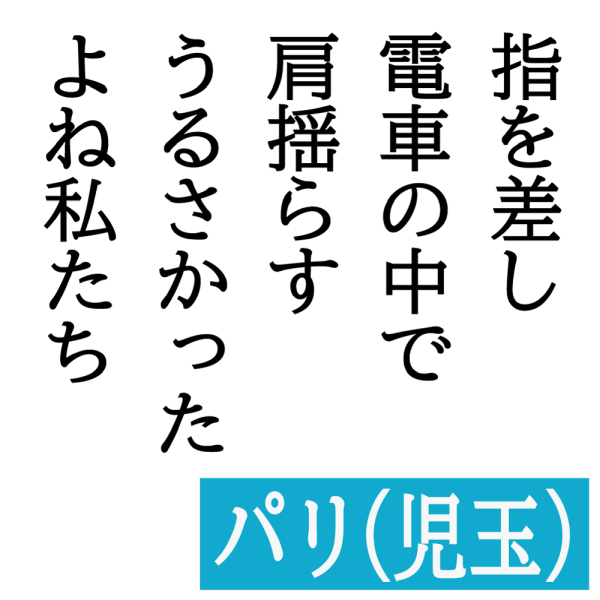 指を差し
電車の中で
肩揺らす
うるさかった
よね私たち
パリ(児玉)